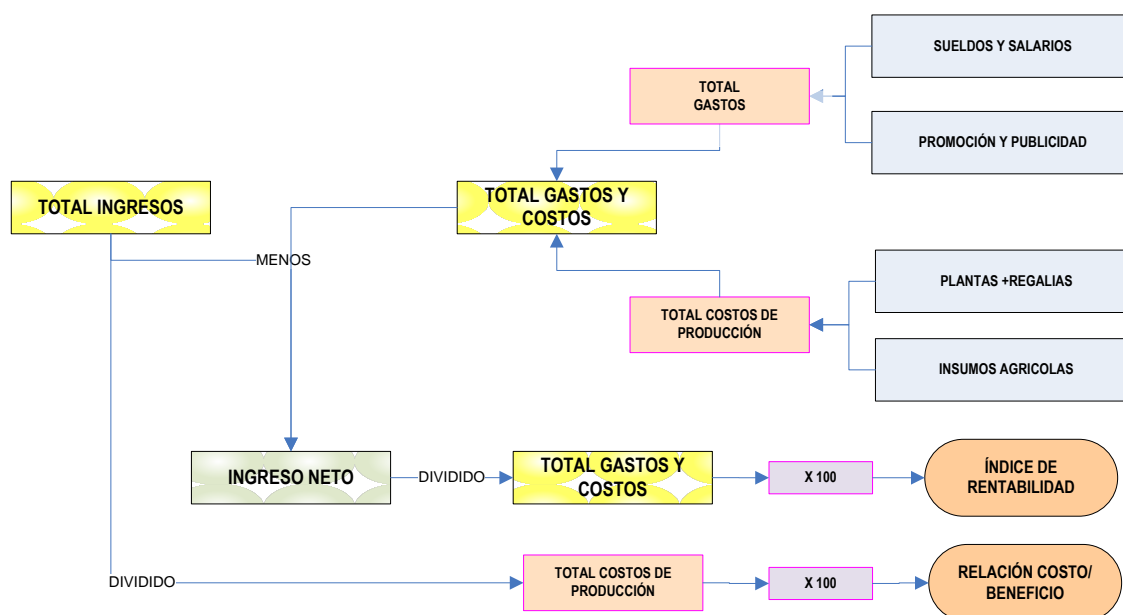 SUELDOS Y SALARIOS
TOTAL
GASTOS
PROMOCIÓN Y PUBLICIDAD
TOTAL INGRESOS
TOTAL GASTOS Y
COSTOS
MENOS
PLANTAS +REGALIAS
TOTAL COSTOS DE
PRODUCCIÓN
INSUMOS AGRICOLAS
INGRESO NETO
DIVIDIDO
TOTAL GASTOS Y
COSTOS
X 100
ÍNDICE DE
RENTABILIDAD
DIVIDIDO
TOTAL COSTOS DE
PRODUCCIÓN
X 100
RELACIÓN COSTO/
BENEFICIO